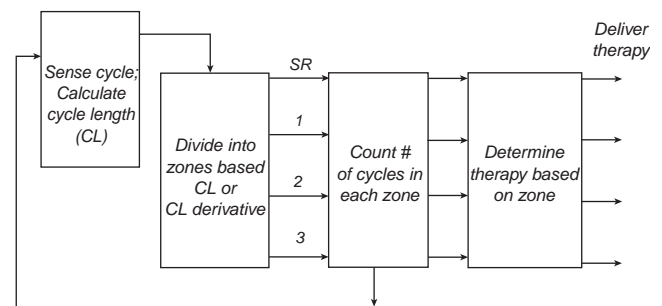 Deliver
therapy
Sense cycle;
Calculate
cycle length
(CL)
SR
1
2
3
Divide into
zones based
CL or
CL derivative
Count #
of cycles in
each zone
Determine
therapy based
on zone